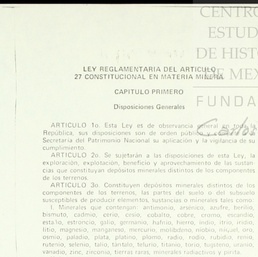 CENTRO
ESTUD
DE HISTO
DE MEX
FUNDA
LEY REGLAMENTARIA DEL ARTICULO
27 CONSTITUCIONAL EN MATERIA MINERA
CAPITULO PRIMERO
Disposiciones Generales
ARTICULO 1o. Esta Ley es de observancia general en toda la
República, sus disposiciones son de orden público
Secretaría del Patrimonio Nacional su aplicación y la vigilancia de su
cumplimiento.
ARTICULO 2o. Se sujetarán a las disposiciones de esta Ley, la
exploración, explotación, beneficio y aprovechamiento de las sustan-
cias que constituyan depósitos minerales distintos de los componentes
de los terrenos.
ARTICULO 3o. Constituyen depósitos minerales distintos de los
componentes de los terrenos, las partes del suelo o del subsuelo
susceptibles de producir elementos, sustancias o minerales tales como:
I. Minerales que contengan: antimonio, arsénico, azufre, berilio,
bismuto, cadmio, cerio, cinio, cobalto, cobre, cromo, escandio,
estaño, estroncio, galio, germanio, hafnio, hierro, indio, iridio,
litio, magnesio, manganeso, mercurio, molibdeno, niobio, níquel, oro,
osmio, paladio, plata, platino, plomo, radio, rodio, rubidio, renio,
rutenio, selenio, talio, tantalio, telurio, titanio, torio, tungsteno, uranio,
vanadio, zinc, zirconio, tierras raras, minerales radioactivos y